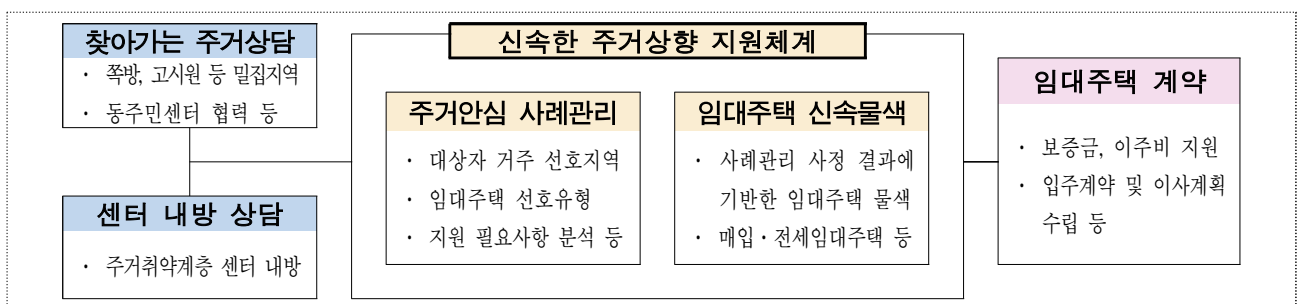 찾아가는 주거상담
· 쪽방, 고시원 등 밀집지역
· 동주민센터 협력 등
센터 내방 상담
· 주거취약계층 센터 내방
신속한 주거상향 지원체계
주거안심 사례관리
· 대상자 거주 선호지역
· 임대주택 선호유형
· 지원 필요사항 분석 등
임대주택 신속물색
· 사례관리 사정 결과에
기반한 임대주택 물색
· 매입·전세임대주택 등
임대주택 계약
· 보증금, 이주비 지원
· 입주계약 및 이사계획
수립 등